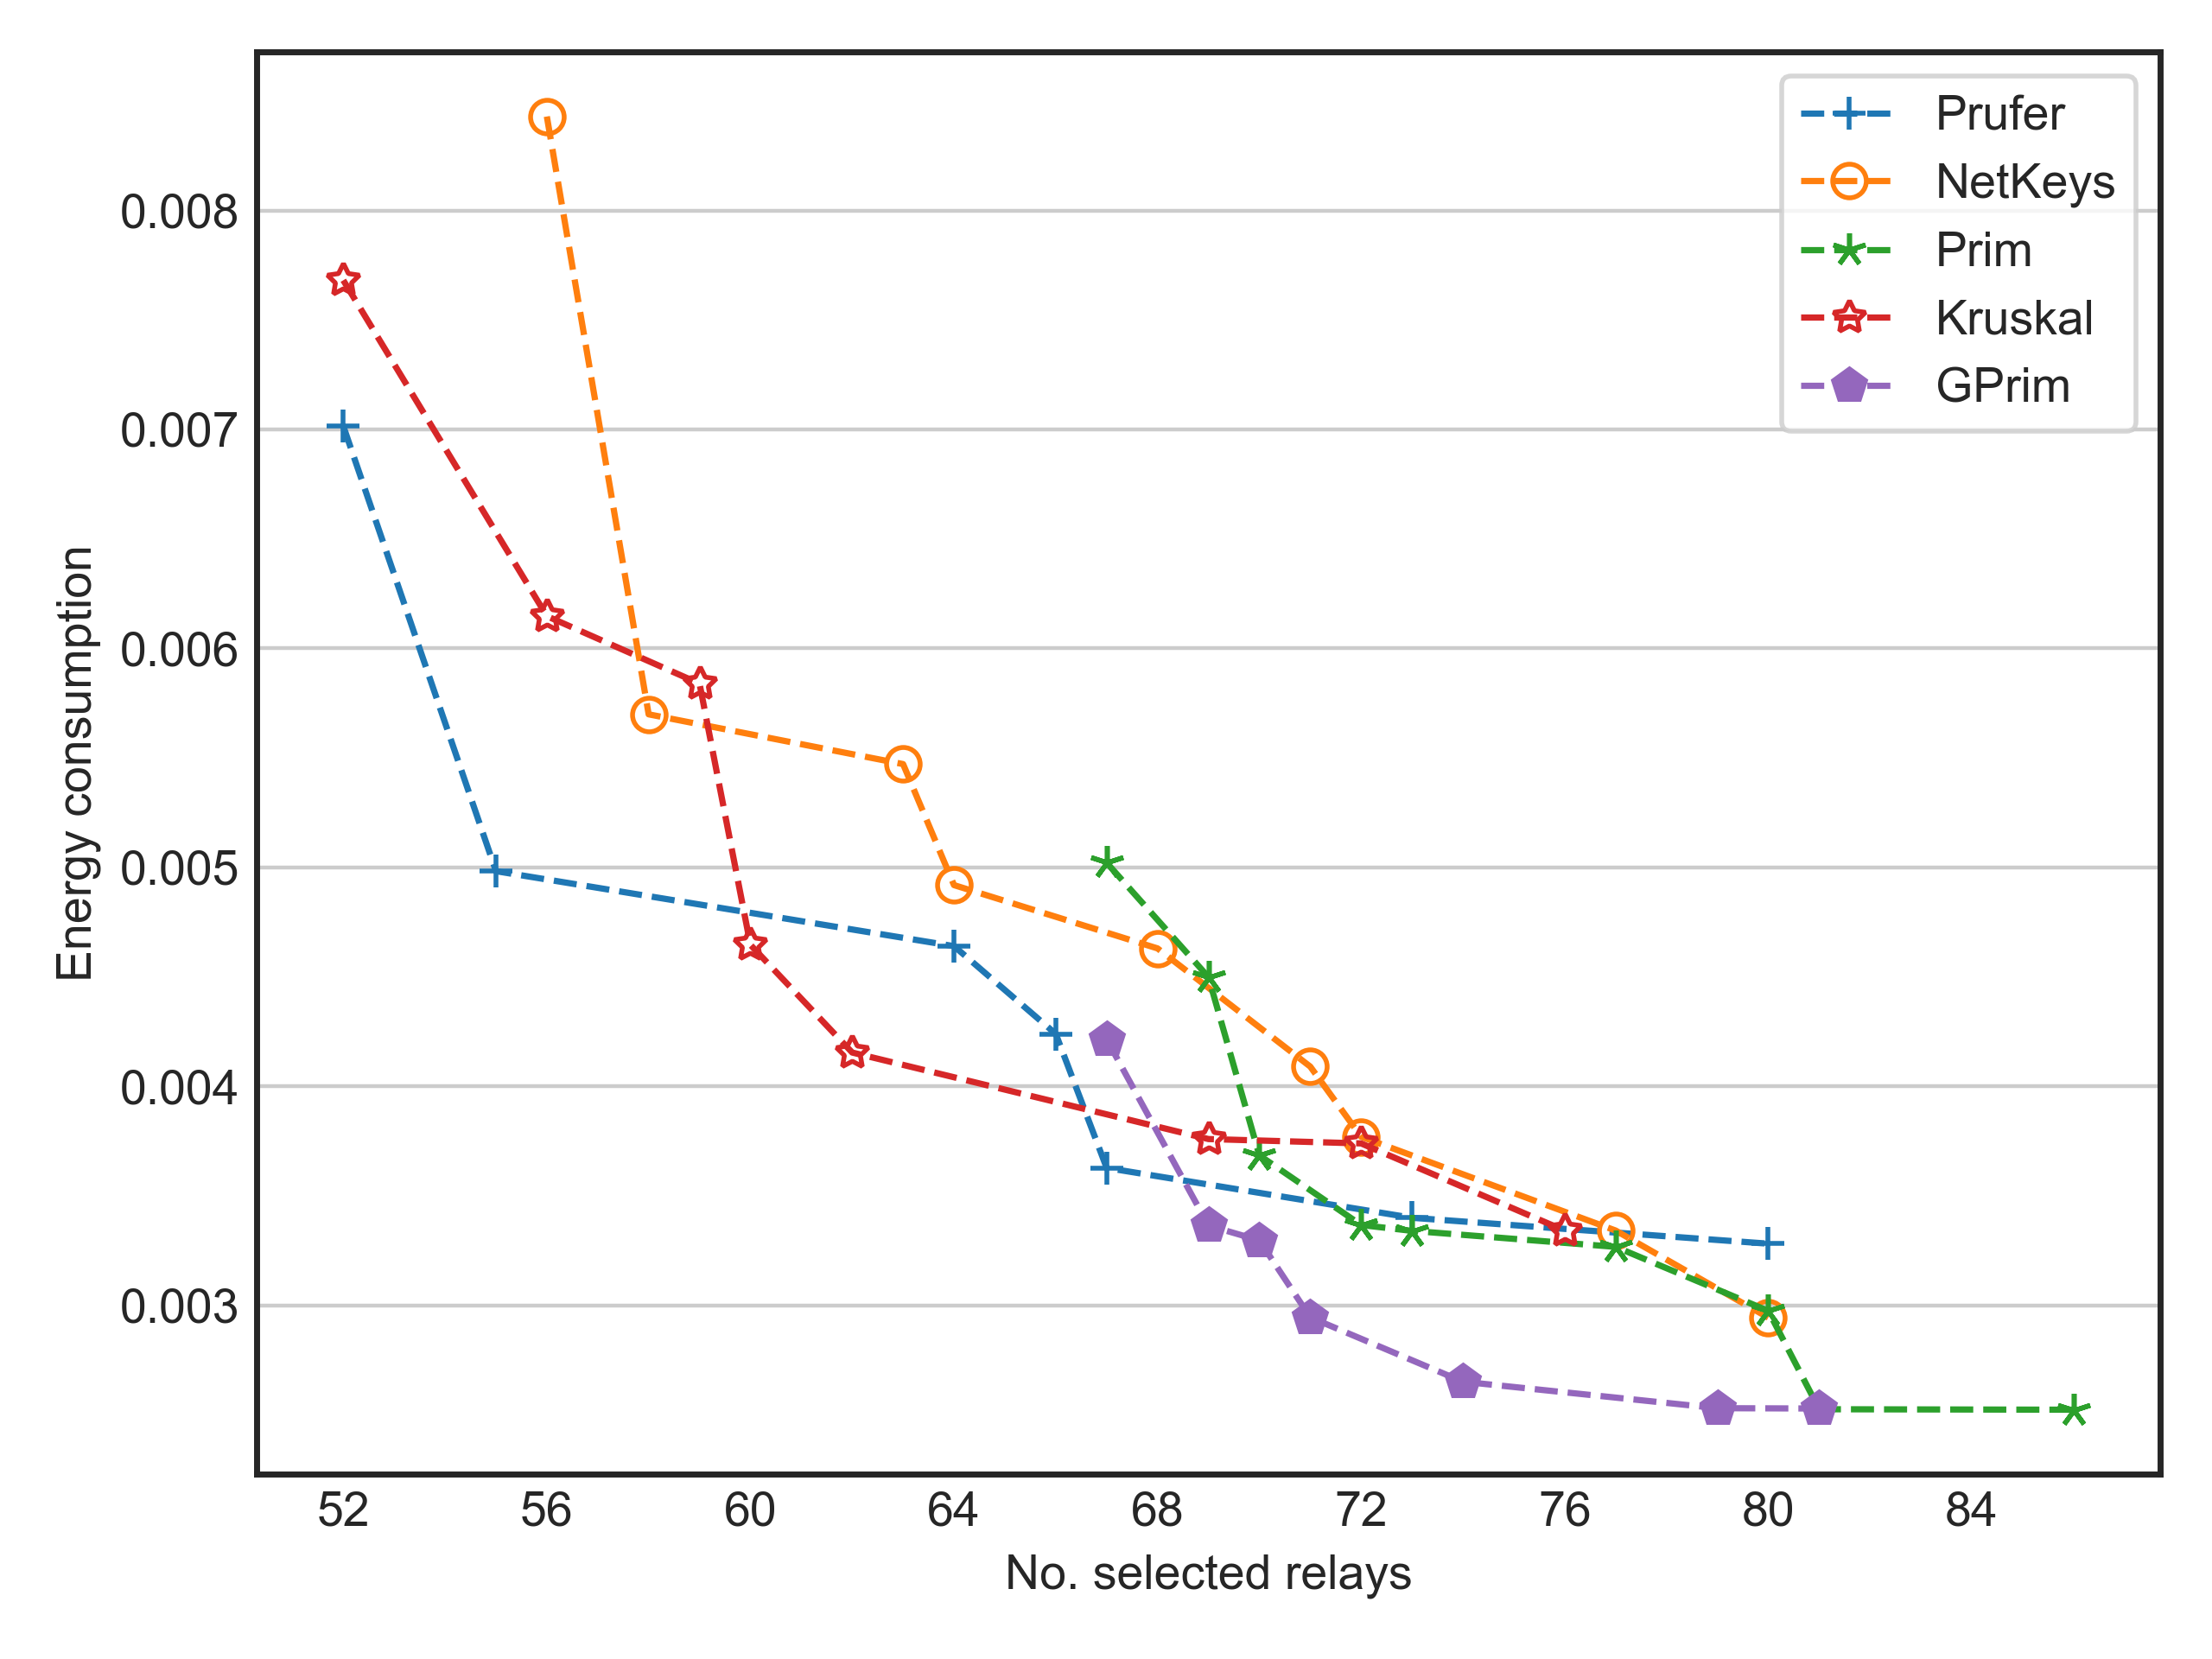 Prufer
NetKeys
Prim
Kruskal
GPrim
0.008
0.007
0.006
0.005
0.004
0.003
Energy consumption
52 56 60 64 68 72 76 80 84
No. selected relays